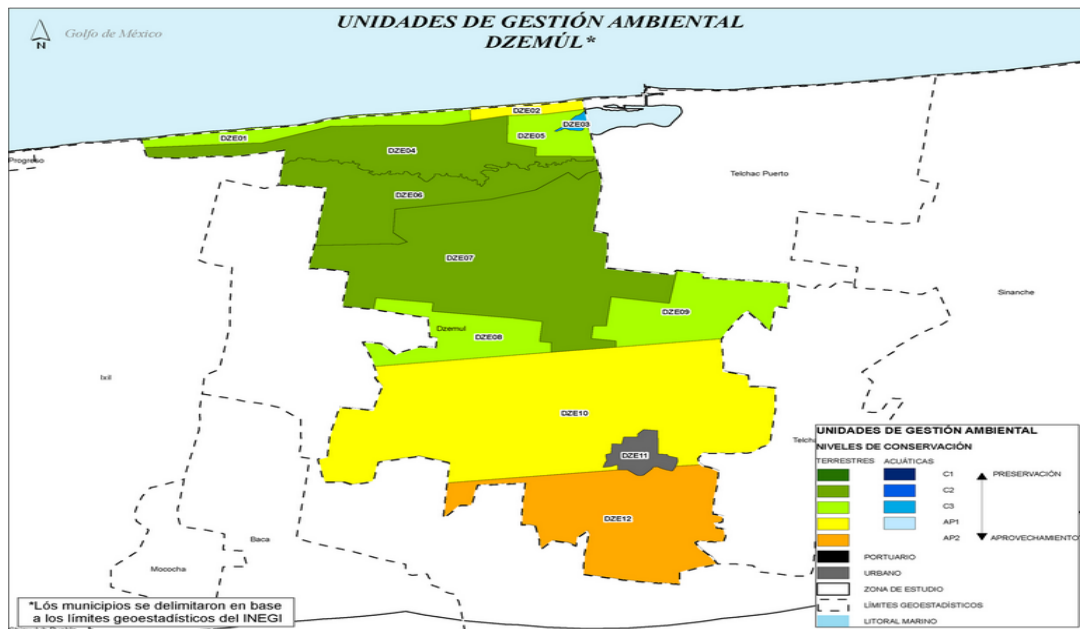 UNIDADES DE GESTIÓN AMBIENTAL
DZEMÚL*
N
Golfo de México
DZE01
DZE02
DZE03
DZE04
DZE05
DZE06
DZE07
DZE08
DZE09
DZE10
DZE11
DZE12
Progreso
Telchac Puerto
Sinanche
Dzemul
Ixil
Baca
Mococha
Telcha
UNIDADES DE GESTIÓN AMBIENTAL
NIVELES DE CONSERVACIÓN
TERRESTRES ACUÁTICAS
C1 PRESERVACIÓN
C2
C3
AP1
AP2 APROVECHAMIENTO
PORTUARIO
URBANO
ZONA DE ESTUDIO
LÍMITES GEOESTADÍSTICOS
LITORAL MARINO
*Lós municipios se delimitaron en base
a los límites geoestadísticos del INEGI